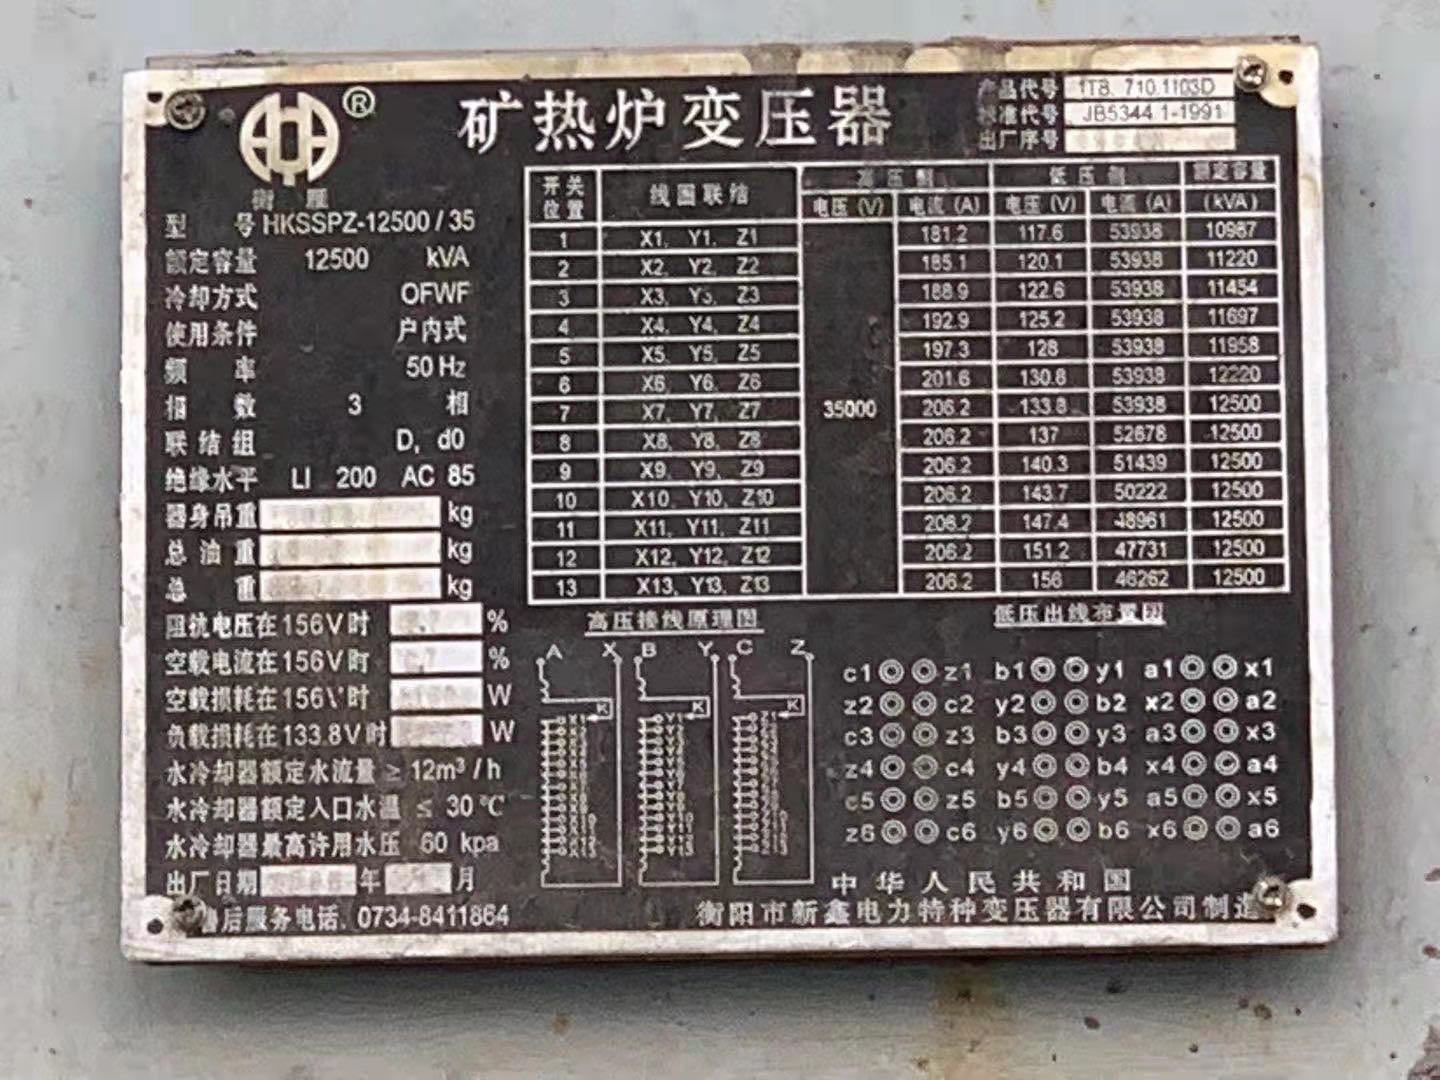 ®
矿热炉变压器
产品代号 1T8.710.1103D
标准代号 JB5344.1-1991
出厂序号
衡雁
型号 HKSSPZ-12500/35
额定容量 12500 kVA
冷却方式 OFWF
使用条件 户内式
频率 50Hz
相数 3 相
联结组 D, d0
绝缘水平 LI 200 AC 85
器身吊重 kg
总油重 kg
总重 kg
阻抗电压在156V时 %
空载电流在156V时 %
空载损耗在156V时 W
负载损耗在133.8V时 W
水冷却器额定水流量 ≥ 12m³/h
水冷却器额定入口水温 ≤ 30℃
水冷却器最高许用水压 60 kpa
出厂日期 年 月
售后服务电话. 0734-8411864
开关位置 线圈联结 高压侧 低压侧 额定容量
电压(V) 电流(A) 电压(V) 电流(A) (kVA)
1 X1, Y1, Z1 181.2 117.6 53938 10987
2 X2, Y2, Z2 185.1 120.1 53938 11220
3 X3, Y3, Z3 188.9 122.6 53938 11454
4 X4, Y4, Z4 192.9 125.2 53938 11697
5 X5, Y5, Z5 197.3 128 53938 11958
6 X6, Y6, Z6 201.6 130.8 53938 12220
7 X7, Y7, Z7 35000 206.2 133.8 53938 12500
8 X8, Y8, Z8 206.2 137 52678 12500
9 X9, Y9, Z9 206.2 140.3 51439 12500
10 X10, Y10, Z10 206.2 143.7 50222 12500
11 X11, Y11, Z11 206.2 147.4 48961 12500
12 X12, Y12, Z12 206.2 151.2 47731 12500
13 X13, Y13, Z13 206.2 156 46262 12500
高压接线原理图
A X B Y C Z
K K K
低压出线布置图
c1 z1 b1 y1 a1 x1
z2 c2 y2 b2 x2 a2
c3 z3 b3 y3 a3 x3
z4 c4 y4 b4 x4 a4
c5 z5 b5 y5 a5 x5
z6 c6 y6 b6 x6 a6
中华人民共和国
衡阳市新鑫电力特种变压器有限公司制造